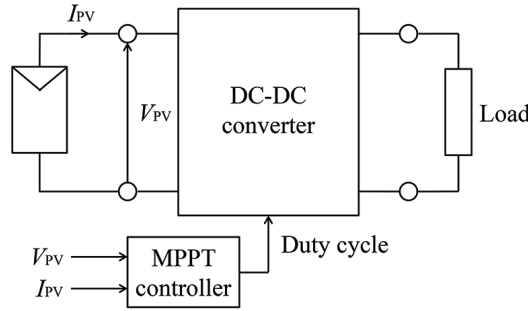 IPV
VPV
DC-DC
converter
Load
Duty cycle
VPV
IPV
MPPT
controller